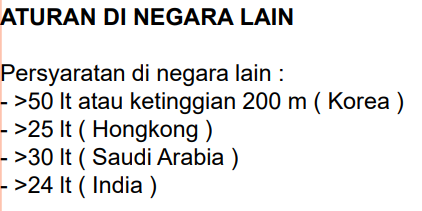 ATURAN DI NEGARA LAIN
Persyaratan di negara lain :
- >50 lt atau ketinggian 200 m ( Korea )
- >25 lt ( Hongkong )
- >30 lt ( Saudi Arabia )
- >24 lt ( India )